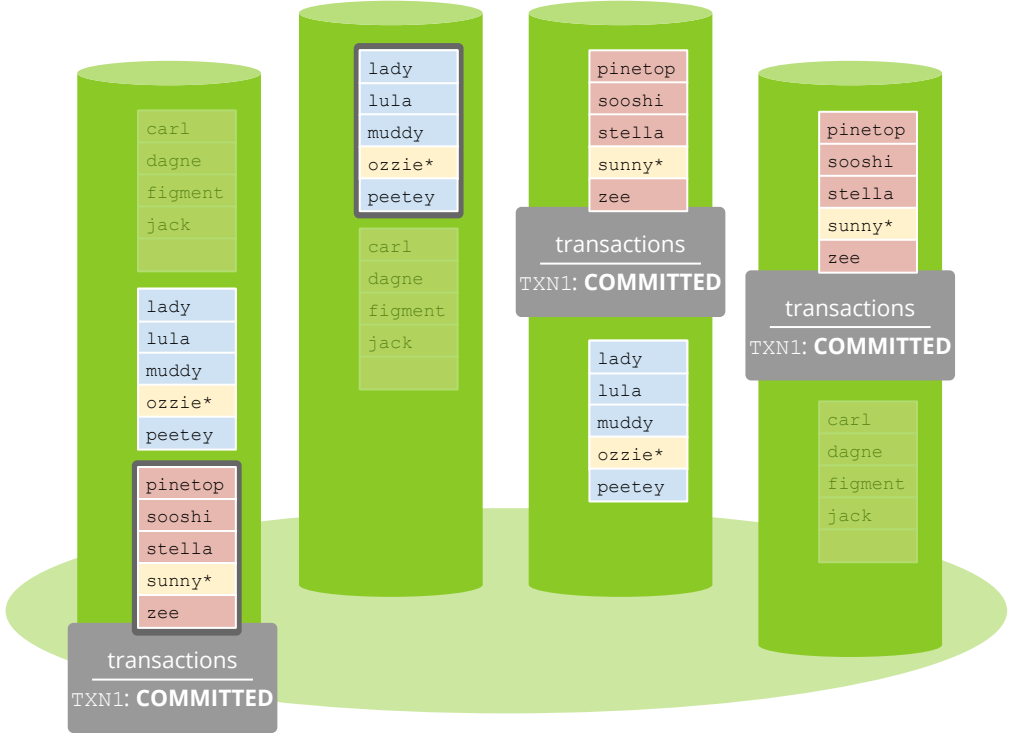 carl
dagne
figment
jack
lady
lula
muddy
ozzie*
peetey
pinetop
sooshi
stella
sunny*
zee
transactions
TXN1: COMMITTED
lady
lula
muddy
ozzie*
peetey
carl
dagne
figment
jack
pinetop
sooshi
stella
sunny*
zee
transactions
TXN1: COMMITTED
lady
lula
muddy
ozzie*
peetey
pinetop
sooshi
stella
sunny*
zee
transactions
TXN1: COMMITTED
carl
dagne
figment
jack